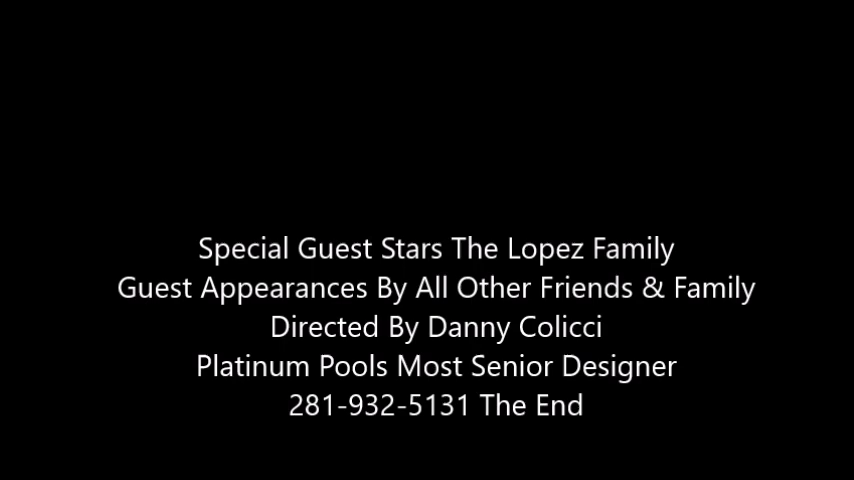 Special Guest Stars The Lopez Family
Guest Appearances By All Other Friends & Family
Directed By Danny Colicci
Platinum Pools Most Senior Designer
281-932-5131 The End